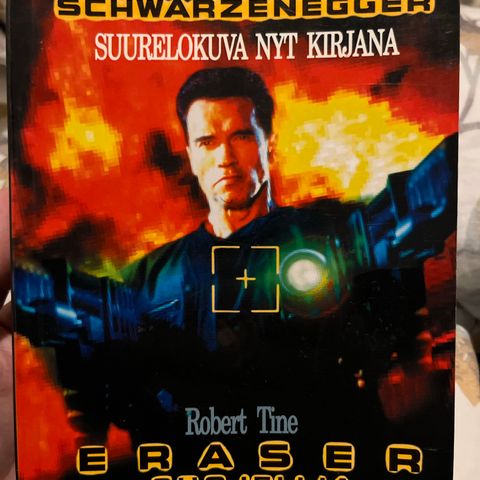 SCHWARZENEGGER
SUURELOKUVA NYT KIRJANA
Robert Tine
ERASER